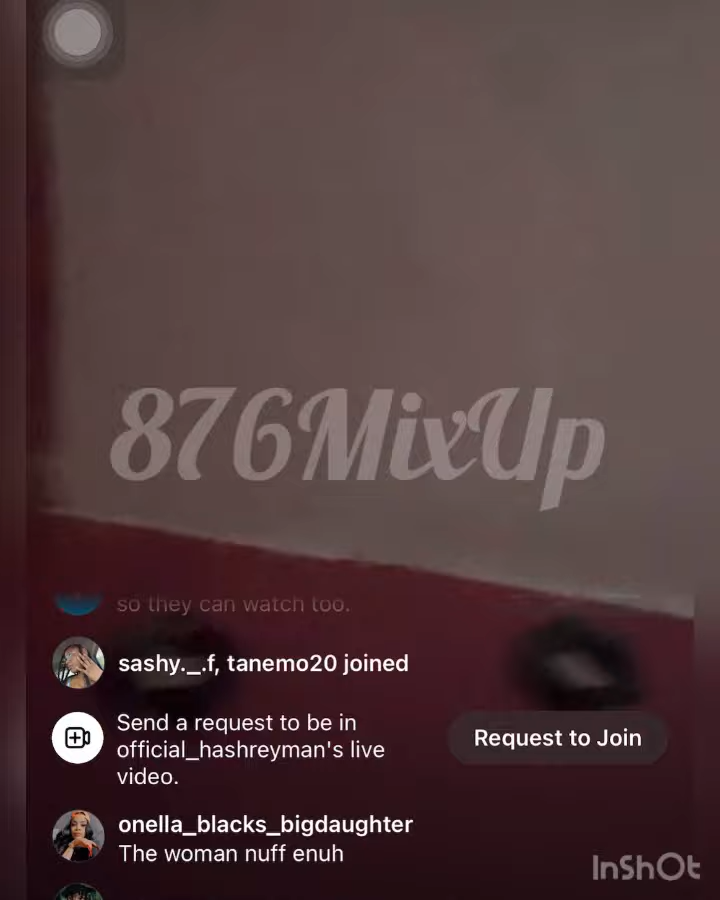 876MixUp
so they can watch too.
sashy._.f, tanemo20 joined
Send a request to be in
official_hashreyman's live
video.
Request to Join
onella_blacks_bigdaughter
The woman nuff enuh
InShOt